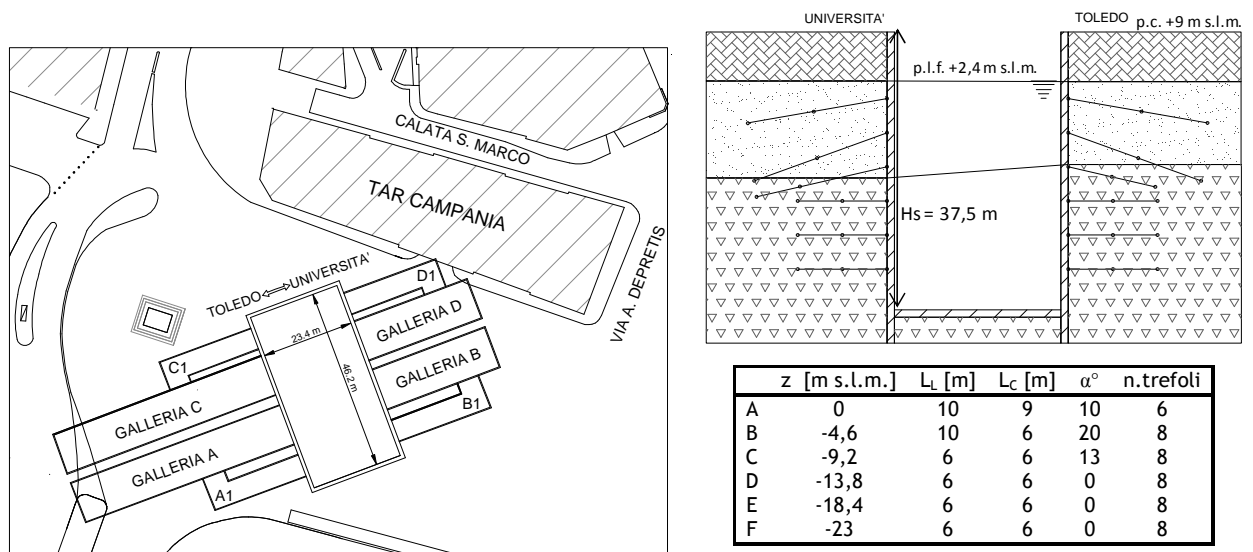 CALATA S. MARCO
TAR CAMPANIA
VIA A. DEPRETIS
TOLEDO UNIVERSITA'
D1
GALLERIA D
GALLERIA B
B1
23.4 m
46.2 m
C1
GALLERIA C
GALLERIA A
A1
UNIVERSITA' TOLEDO p.c. +9 m s.l.m.
p.l.f. +2,4 m s.l.m.
Hs = 37,5 m
z [m s.l.m.] LL [m] LC [m] α° n.trefoli
A 0 10 9 10 6
B -4,6 10 6 20 8
C -9,2 6 6 13 8
D -13,8 6 6 0 8
E -18,4 6 6 0 8
F -23 6 6 0 8